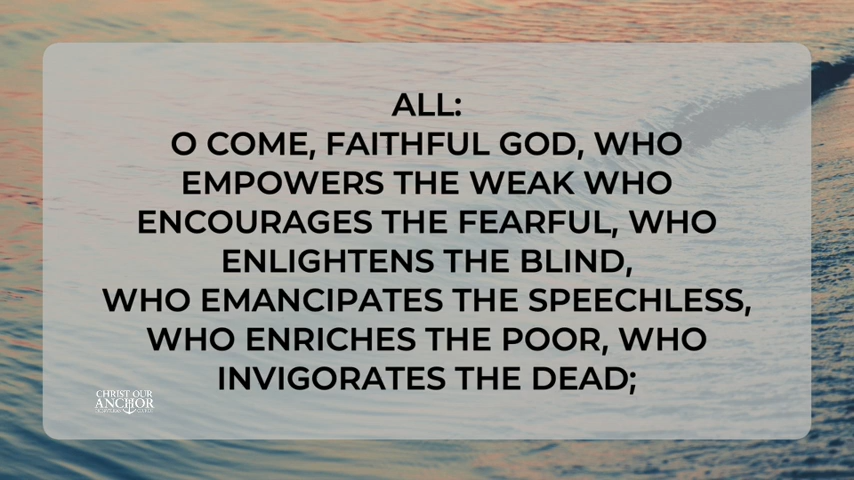 ALL:
O COME, FAITHFUL GOD, WHO
EMPOWERS THE WEAK WHO
ENCOURAGES THE FEARFUL, WHO
ENLIGHTENS THE BLIND,
WHO EMANCIPATES THE SPEECHLESS,
WHO ENRICHES THE POOR, WHO
INVIGORATES THE DEAD;
CHRIST OUR
ANCHOR